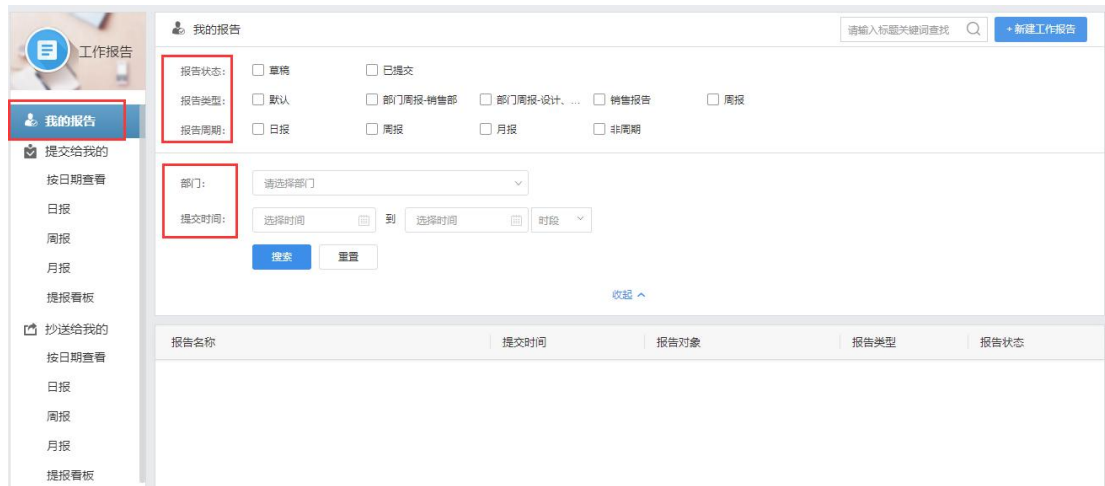 工作报告
我的报告
提交给我的
按日期查看
日报
周报
月报
提报看板
抄送给我的
按日期查看
日报
周报
月报
提报看板
我的报告 请输入标题关键词查找 +新建工作报告
报告状态: 草稿 已提交
报告类型: 默认 部门周报-销售部 部门周报-设计、... 销售报告 周报
报告周期: 日报 周报 月报 非周期
部门: 请选择部门
提交时间: 选择时间 到 选择时间 时段
搜索 重置
收起
报告名称 提交时间 报告对象 报告类型 报告状态